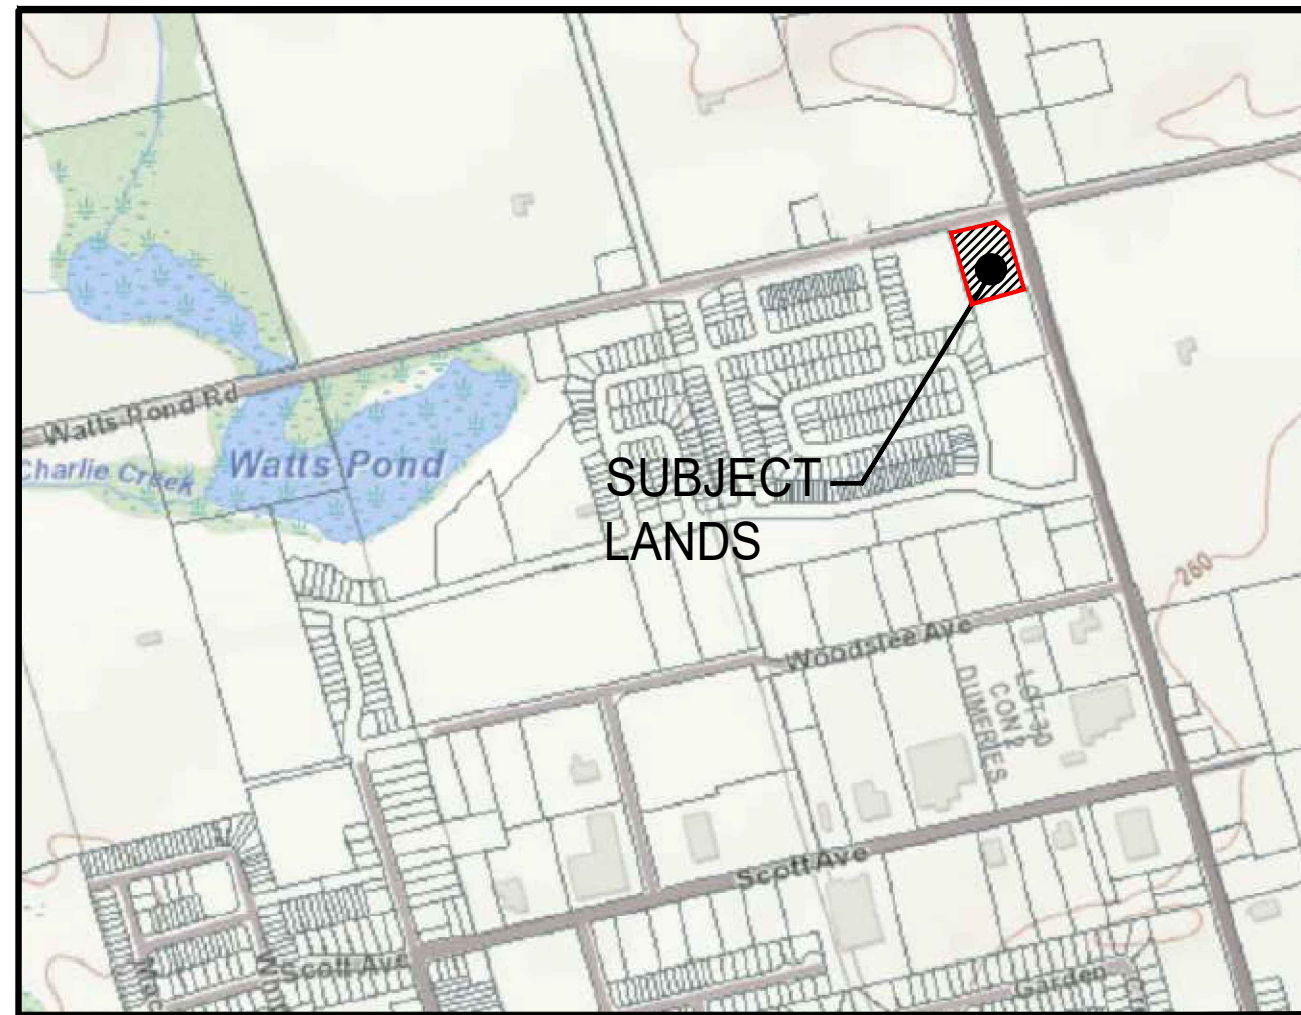 Watts Pond Rd
Charlie Creek
Watts Pond
SUBJECT
LANDS
260
Woodslee Ave
LOT 30
CON 2
DUMFRIES
Scott Ave
Scott Ave
Garden